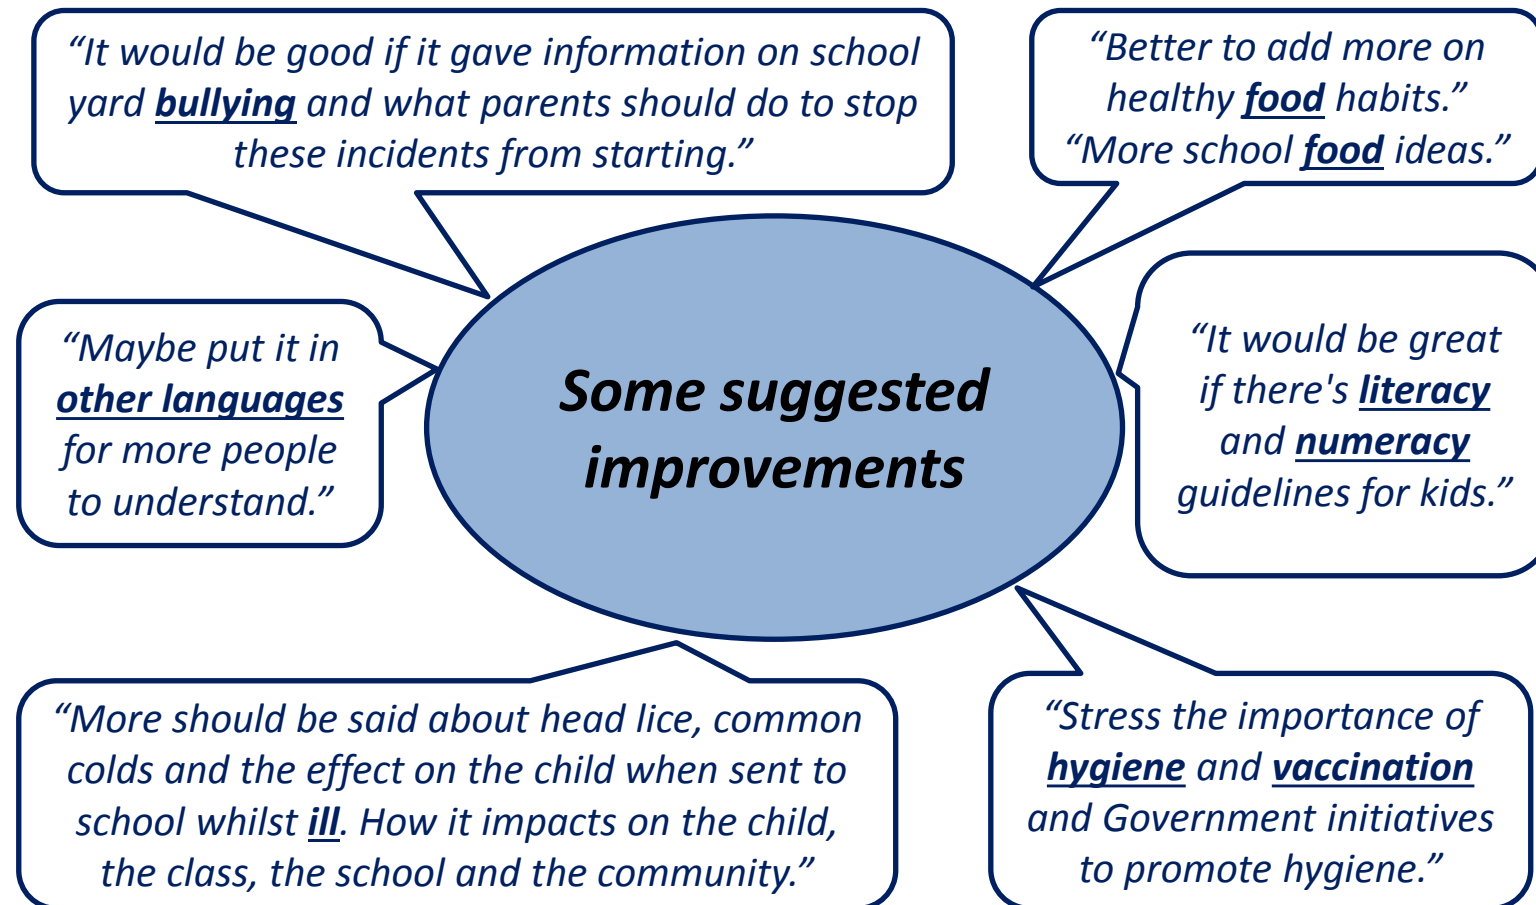 “It would be good if it gave information on school
yard bullying and what parents should do to stop
these incidents from starting.”
“Better to add more on
healthy food habits.”
“More school food ideas.”
“Maybe put it in
other languages
for more people
to understand.”
Some suggested
improvements
“It would be great
if there's literacy
and numeracy
guidelines for kids.”
“More should be said about head lice, common
colds and the effect on the child when sent to
school whilst ill. How it impacts on the child,
the class, the school and the community.”
“Stress the importance of
hygiene and vaccination
and Government initiatives
to promote hygiene.”